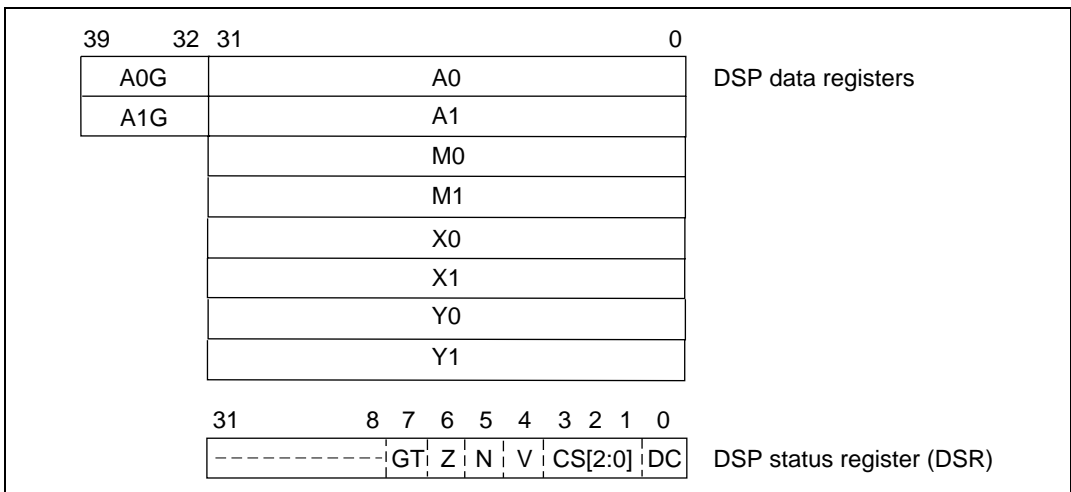 39 32 31 0
A0G A0 DSP data registers
A1G A1
M0
M1
X0
X1
Y0
Y1
31 8 7 6 5 4 3 2 1 0
GT Z N V CS[2:0] DC DSP status register (DSR)